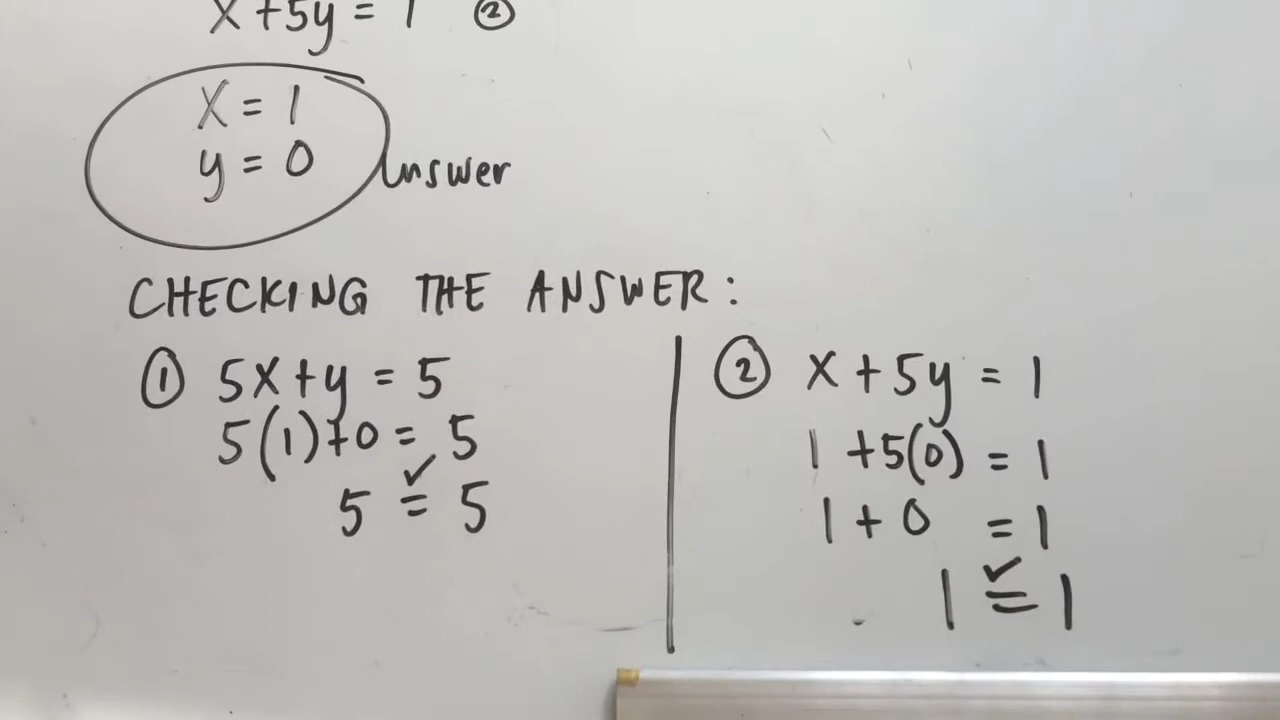 x + 5y = 1 ②
x = 1
y = 0
Answer
CHECKING THE ANSWER:
① 5x + y = 5
5(1) + 0 = 5
5 = 5 ✓
② x + 5y = 1
1 + 5(0) = 1
1 + 0 = 1
1 = 1 ✓